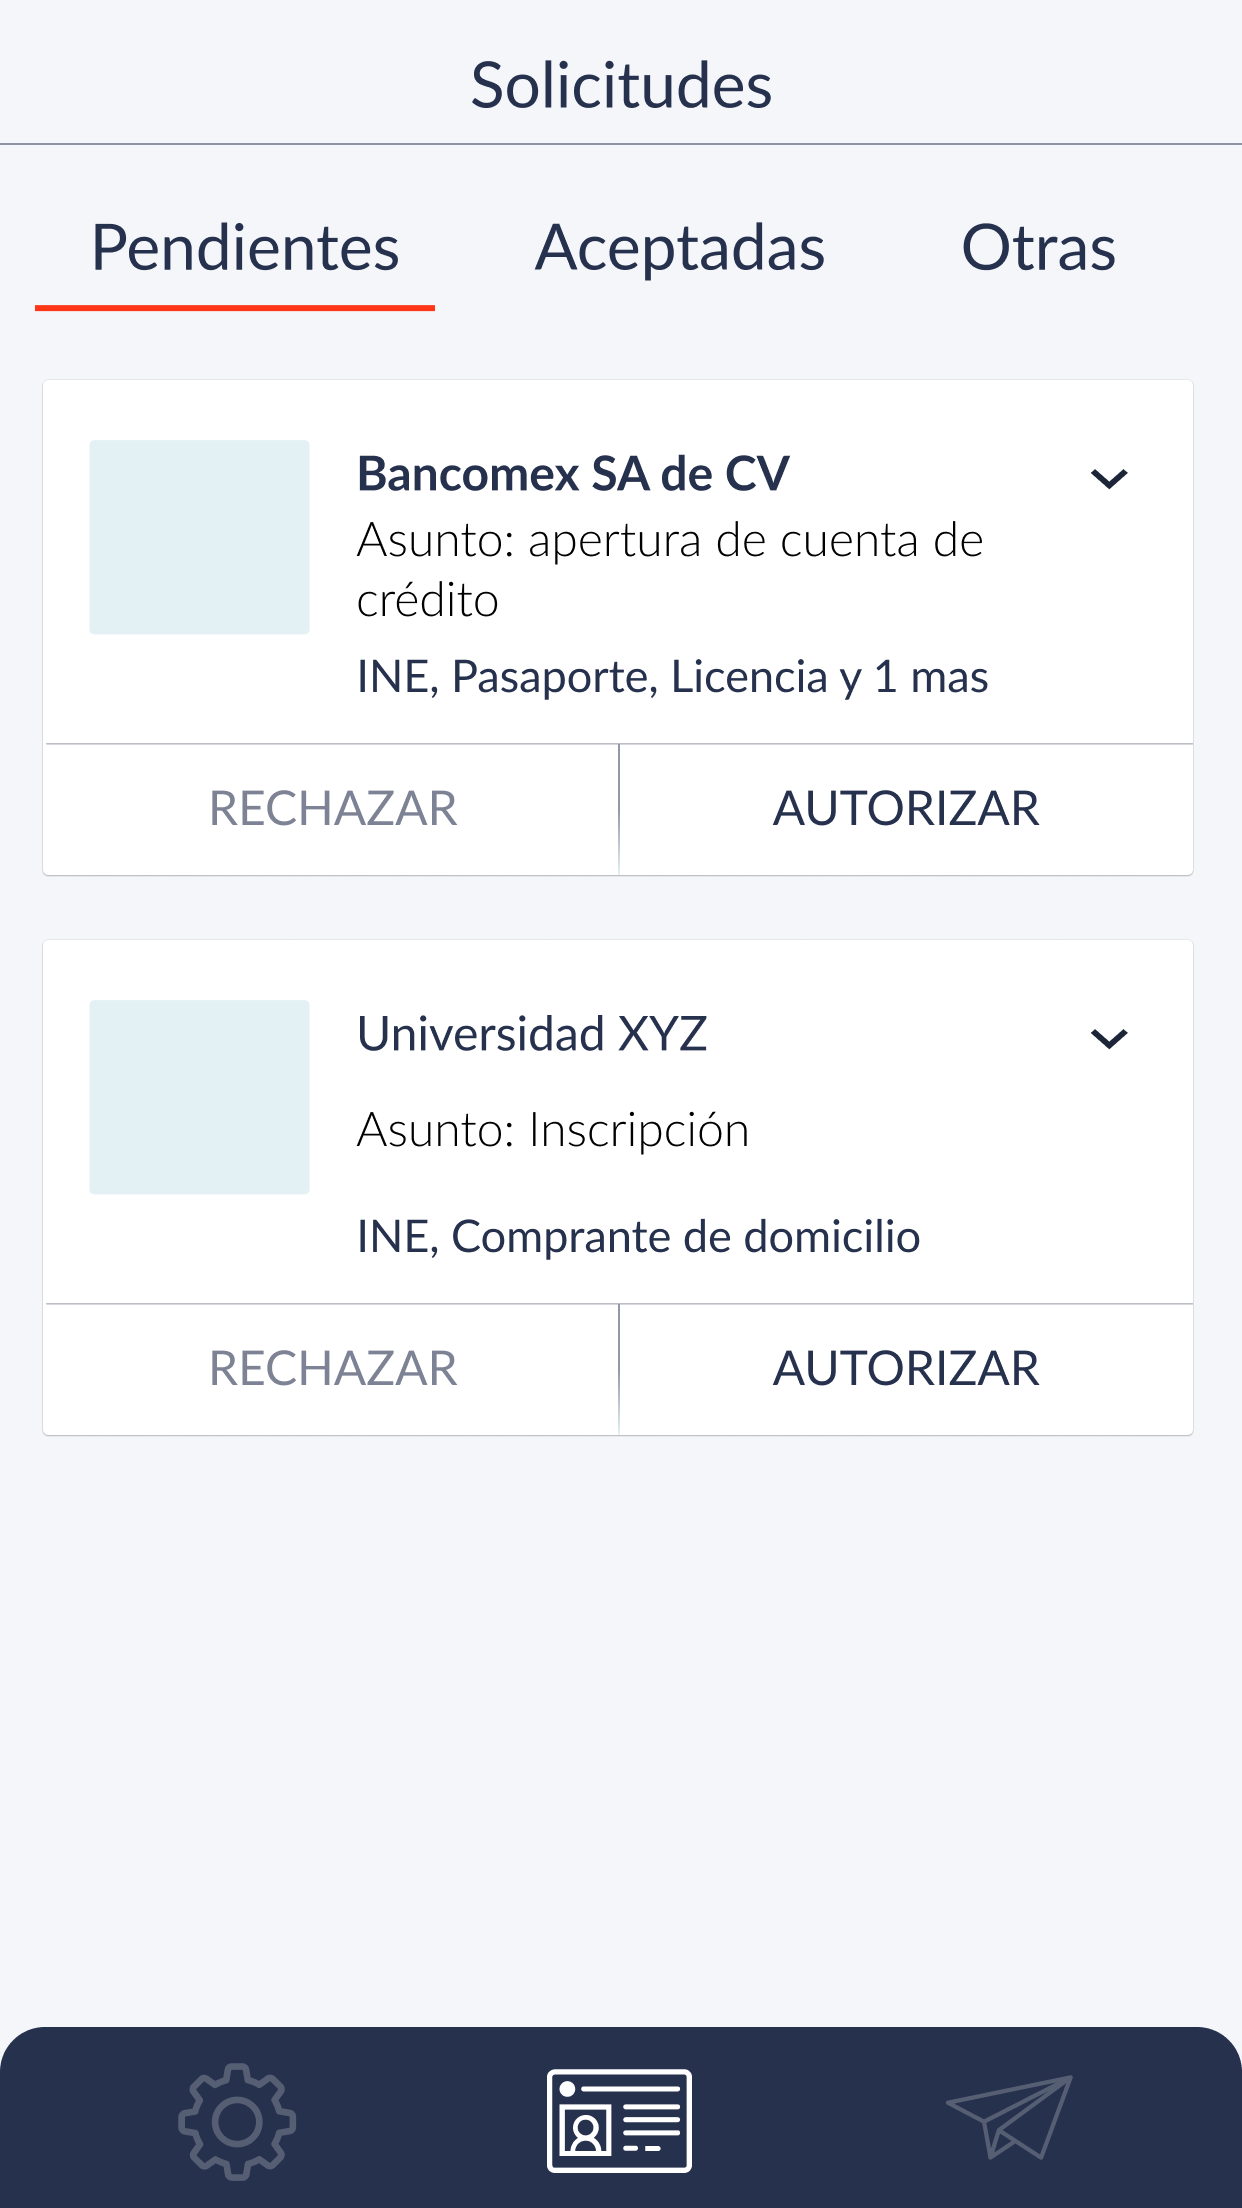 Solicitudes
Pendientes Aceptadas Otras
Bancomex SA de CV
Asunto: apertura de cuenta de
crédito
INE, Pasaporte, Licencia y 1 mas
RECHAZAR AUTORIZAR
Universidad XYZ
Asunto: Inscripción
INE, Comprante de domicilio
RECHAZAR AUTORIZAR